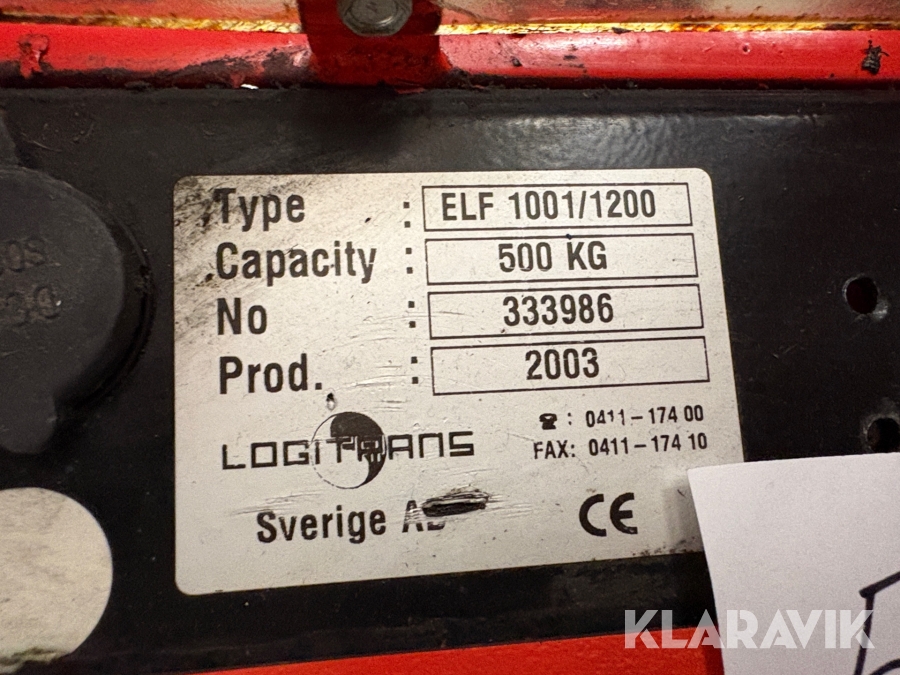 Type : ELF 1001/1200
Capacity : 500 KG
No : 333986
Prod. : 2003
LOGITRANS
☎ : 0411-174 00
FAX: 0411-174 10
Sverige AB
CE
KLARAVIK